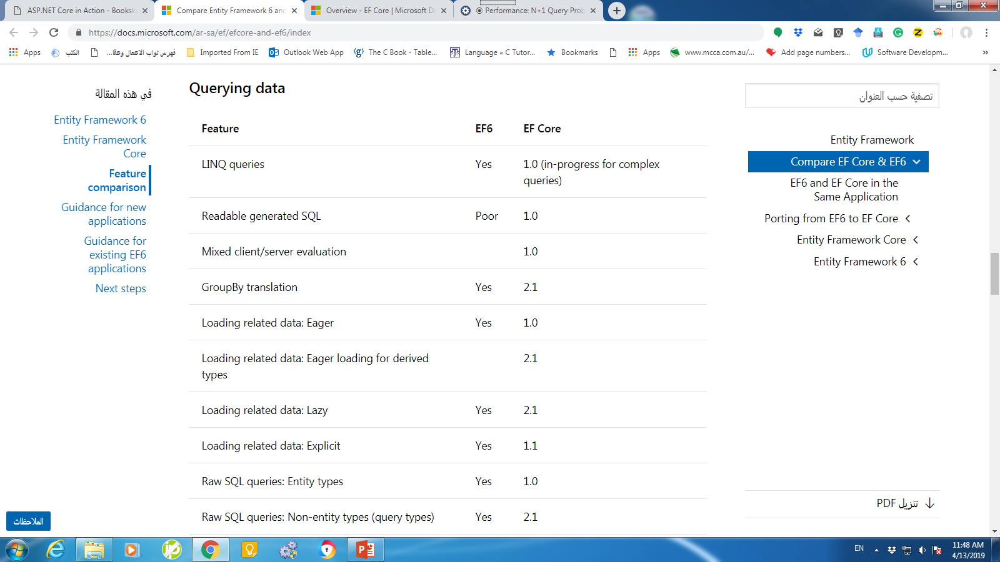 ASP.NET Core in Action - Booksk
Compare Entity Framework 6 and
Overview - EF Core | Microsoft D
Performance: N+1 Query Prob
https://docs.microsoft.com/ar-sa/ef/efcore-and-ef6/index
Apps
الكتب
فهرس ثواب الاعمال وعقا...
Imported From IE
Outlook Web App
The C Book - Table...
Language « C Tutor...
Bookmarks
Apps
www.mcca.com.au/...
Add page numbers...
Software Developm...
»
في هذه المقالة
Entity Framework 6
Entity Framework
Core
Feature
comparison
Guidance for new
applications
Guidance for
existing EF6
applications
Next steps
الملاحظات
Querying data
Feature EF6 EF Core
LINQ queries Yes 1.0 (in-progress for complex
queries)
Readable generated SQL Poor 1.0
Mixed client/server evaluation 1.0
GroupBy translation Yes 2.1
Loading related data: Eager Yes 1.0
Loading related data: Eager loading for derived 2.1
types
Loading related data: Lazy Yes 2.1
Loading related data: Explicit Yes 1.1
Raw SQL queries: Entity types Yes 1.0
Raw SQL queries: Non-entity types (query types) Yes 2.1
تصفية حسب العنوان
Entity Framework
Compare EF Core & EF6
EF6 and EF Core in the
Same Application
Porting from EF6 to EF Core
Entity Framework Core
Entity Framework 6
تنزيل PDF
EN
11:48 AM
4/13/2019